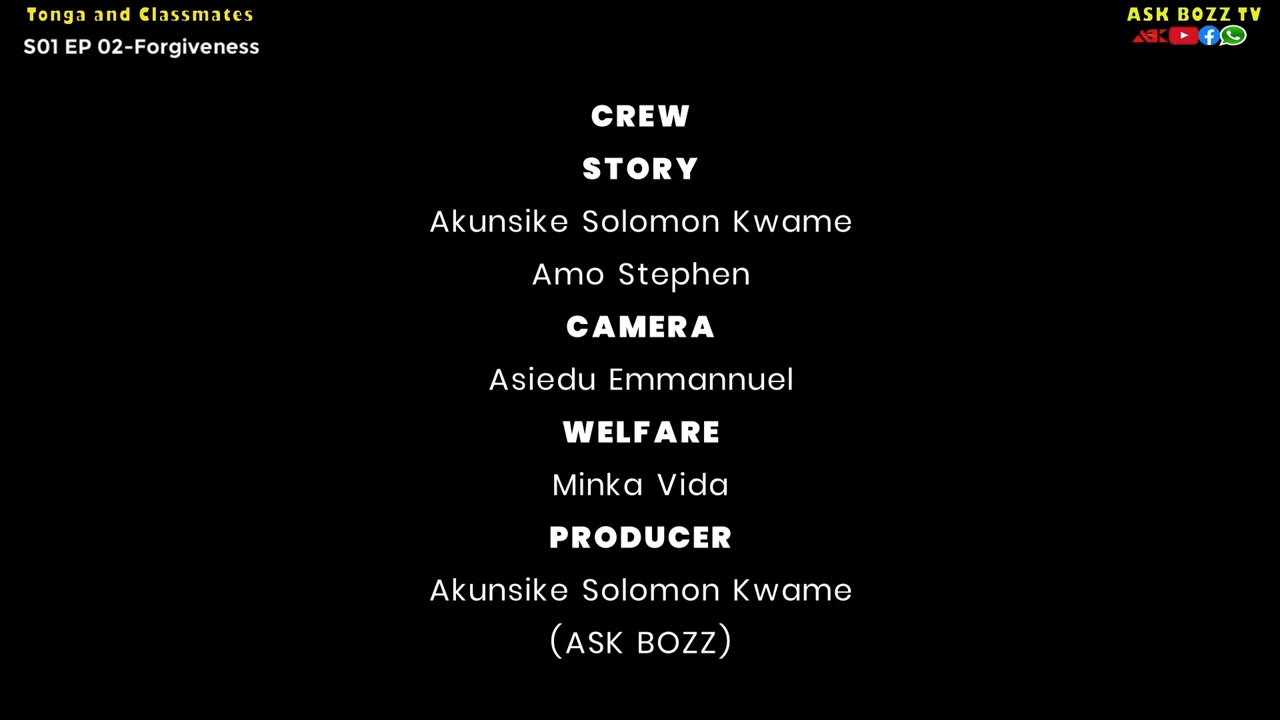 Tonga and Classmates
S01 EP 02-Forgiveness
ASK BOZZ TV
ASK
CREW
STORY
Akunsike Solomon Kwame
Amo Stephen
CAMERA
Asiedu Emmannuel
WELFARE
Minka Vida
PRODUCER
Akunsike Solomon Kwame
(ASK BOZZ)